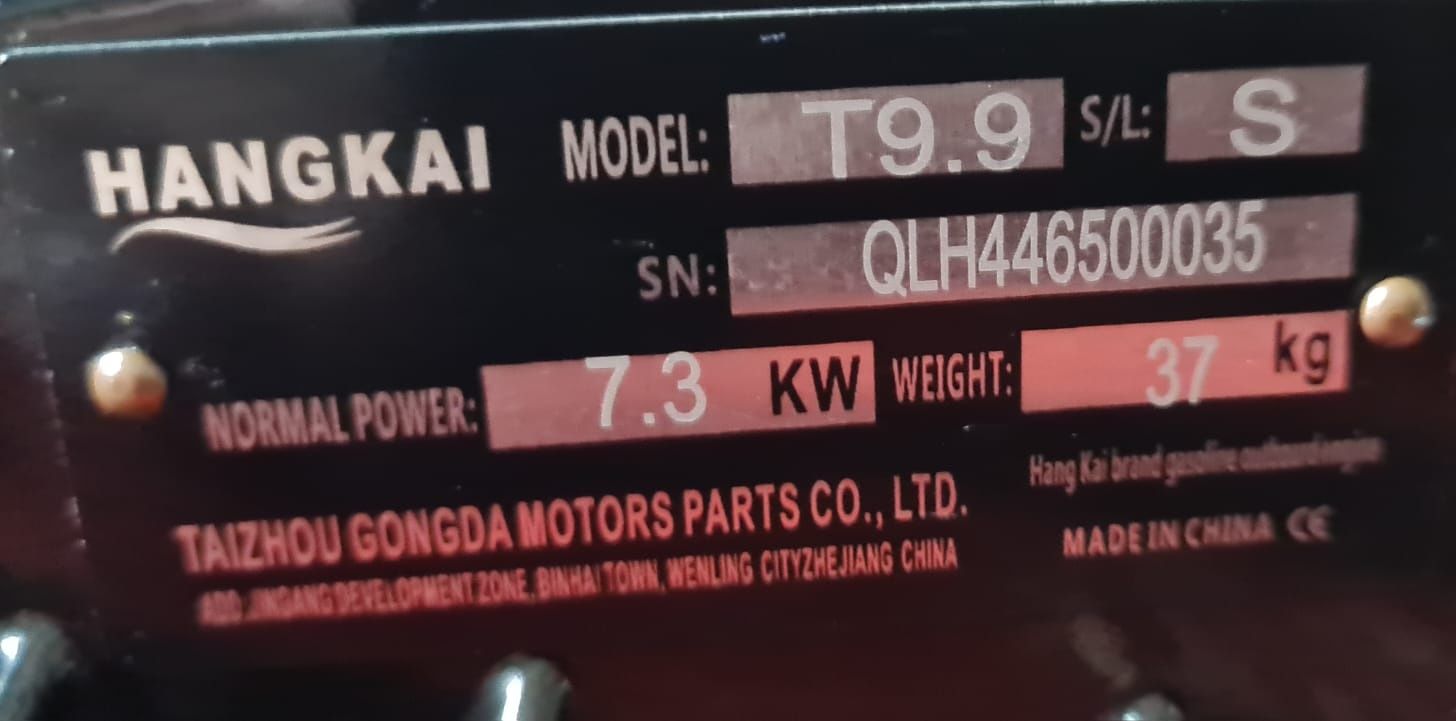 HANGKAI MODEL: T9.9 S/L: S
SN: QLH446500035
NORMAL POWER: 7.3 KW WEIGHT: 37 kg
Hang Kai brand gasoline outboard engine
TAIZHOU GONGDA MOTORS PARTS CO., LTD.
MADE IN CHINA CE
ADD JINGANG DEVELOPMENT ZONE, BINHAI TOWN, WENLING CITYZHEJIANG CHINA